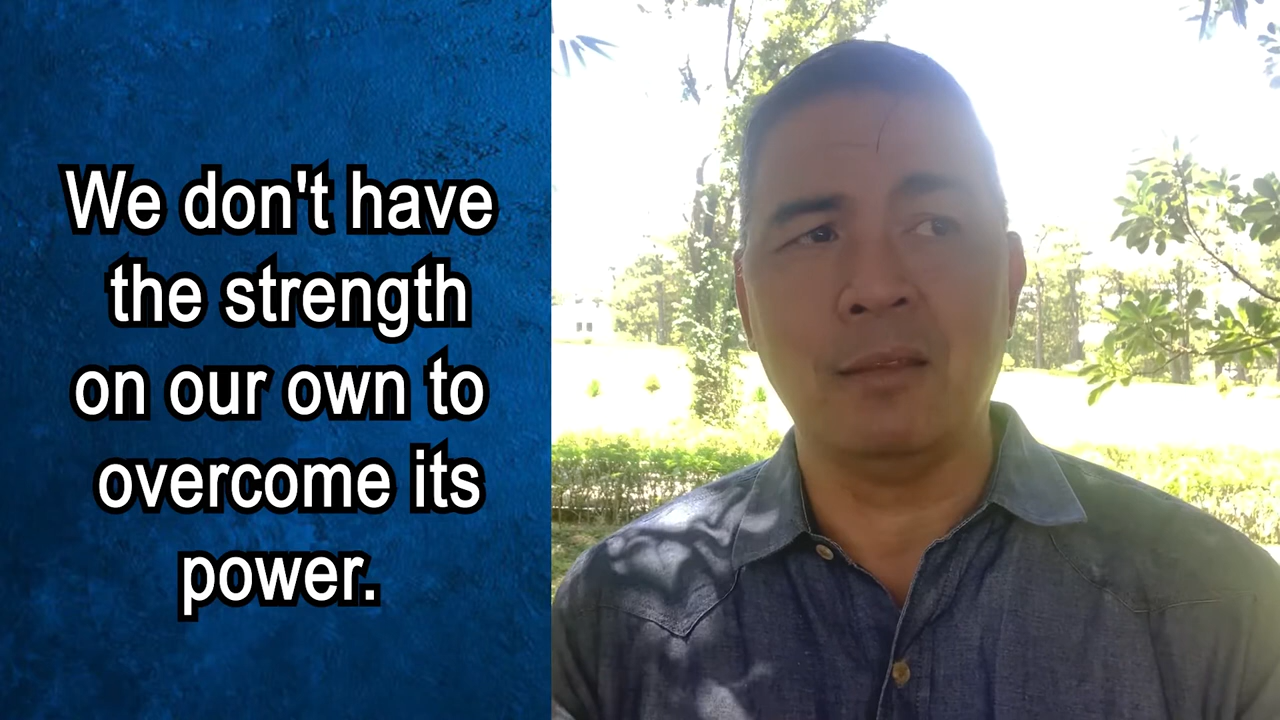 We don't have
the strength
on our own to
overcome its
power.